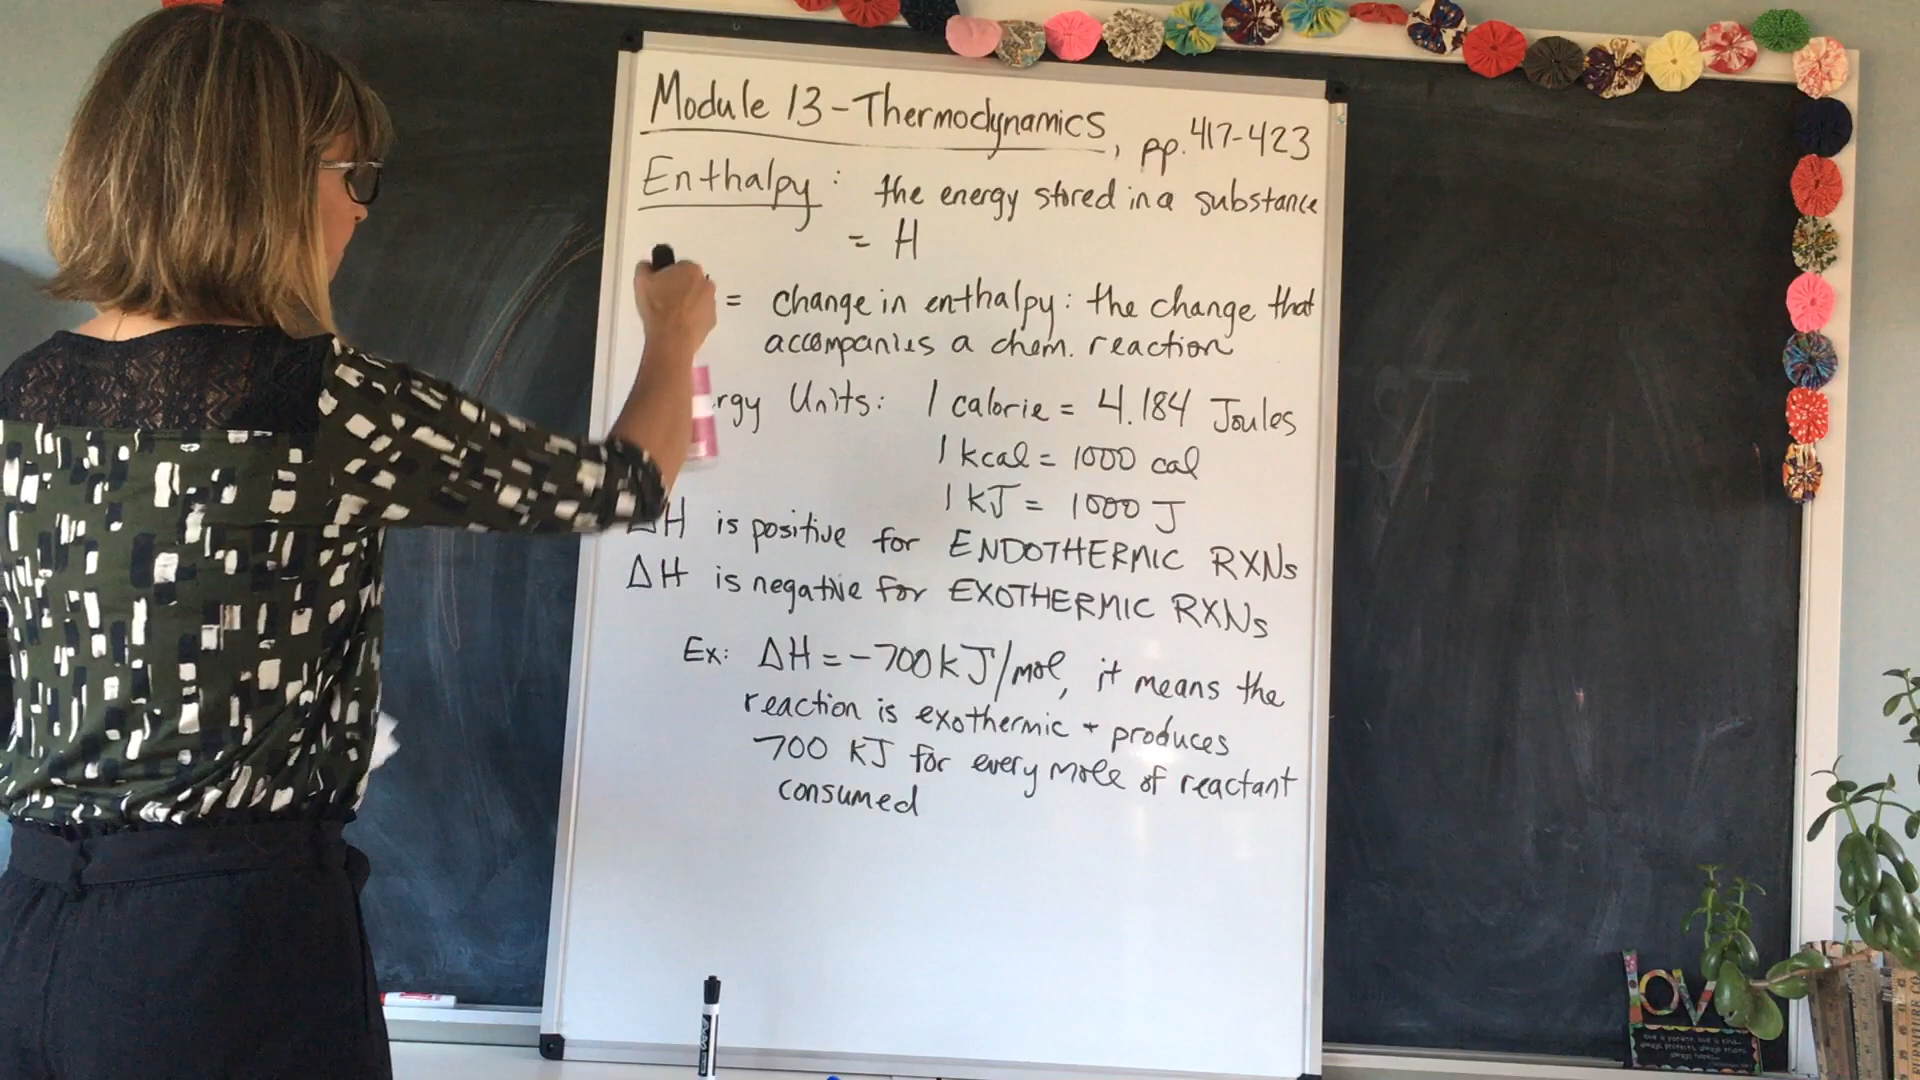 Module 13 - Thermodynamics, pp. 417-423
Enthalpy: the energy stored in a substance
= H
= change in enthalpy: the change that
accompanies a chem. reaction
rgy Units: 1 calorie = 4.184 Joules
1 kcal = 1000 cal
1 kJ = 1000 J
ΔH is positive for ENDOTHERMIC RXNs
ΔH is negative for EXOTHERMIC RXNs
Ex: ΔH = -700 kJ/mol, it means the
reaction is exothermic + produces
700 KJ for every mole of reactant
consumed
LOV